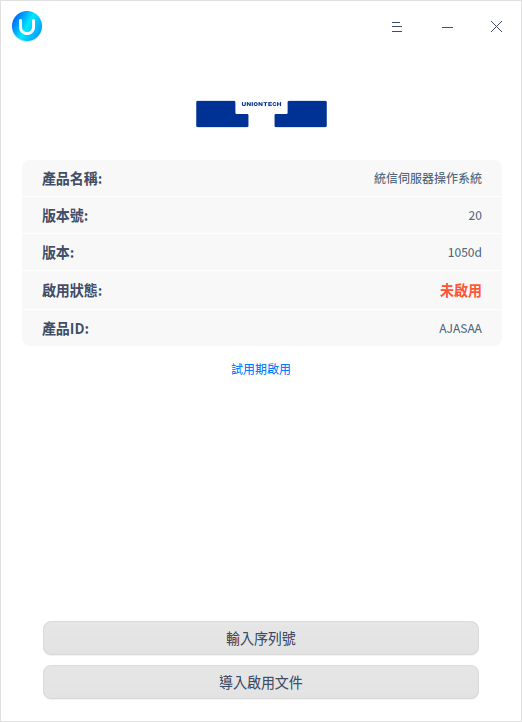 UNIONTECH
產品名稱: 統信伺服器操作系統
版本號: 20
版本: 1050d
啟用狀態: 未啟用
產品ID: AJASAA
試用期啟用
輸入序列號
導入啟用文件